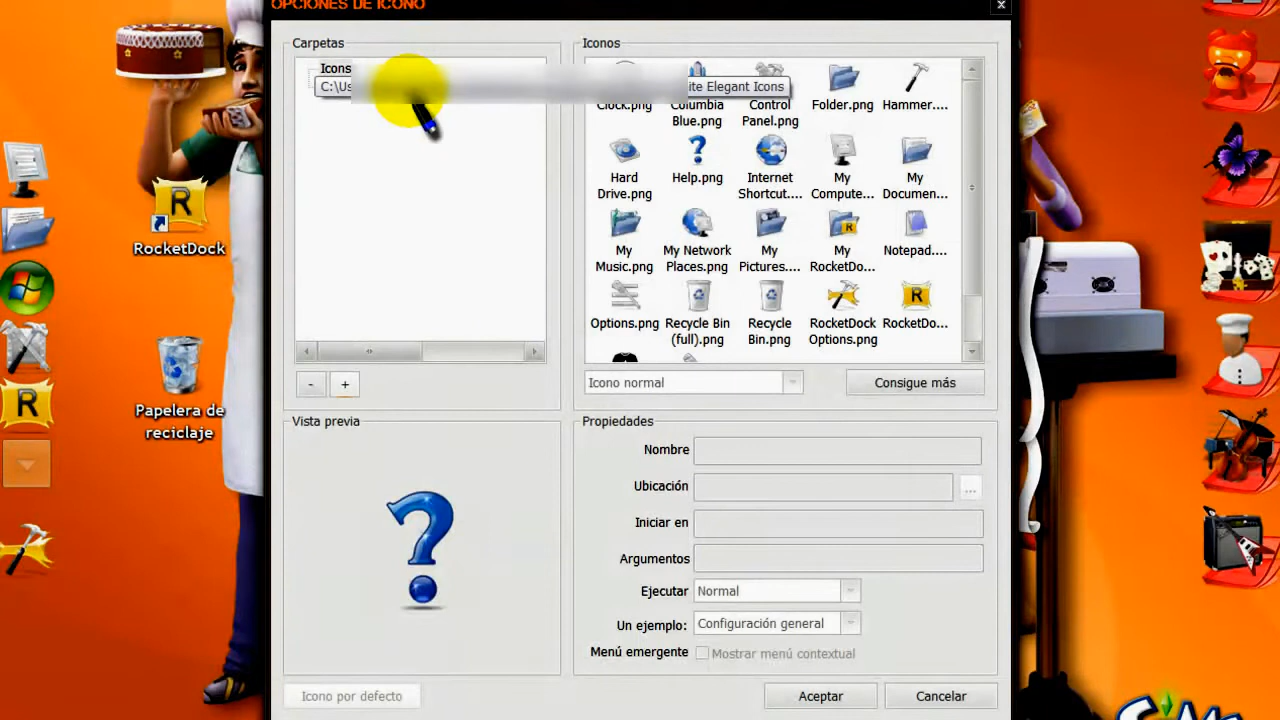 OPCIONES DE ICONO
Carpetas
Icons
C:\Us
ite Elegant Icons
- +
Iconos
Clock.png
Columbia
Blue.png
Control
Panel.png
Folder.png
Hammer....
Hard
Drive.png
Help.png
Internet
Shortcut....
My
Compute...
My
Documen...
My
Music.png
My Network
Places.png
My
Pictures....
My
RocketDo...
Notepad....
Options.png
Recycle Bin
(full).png
Recycle
Bin.png
RocketDock
Options.png
RocketDo...
Icono normal
Consigue más
Vista previa
Propiedades
Nombre
Ubicación
...
Iniciar en
Argumentos
Ejecutar Normal
Un ejemplo: Configuración general
Menú emergente Mostrar menú contextual
Icono por defecto
Aceptar
Cancelar
R
RocketDock
Papelera de
reciclaje
R